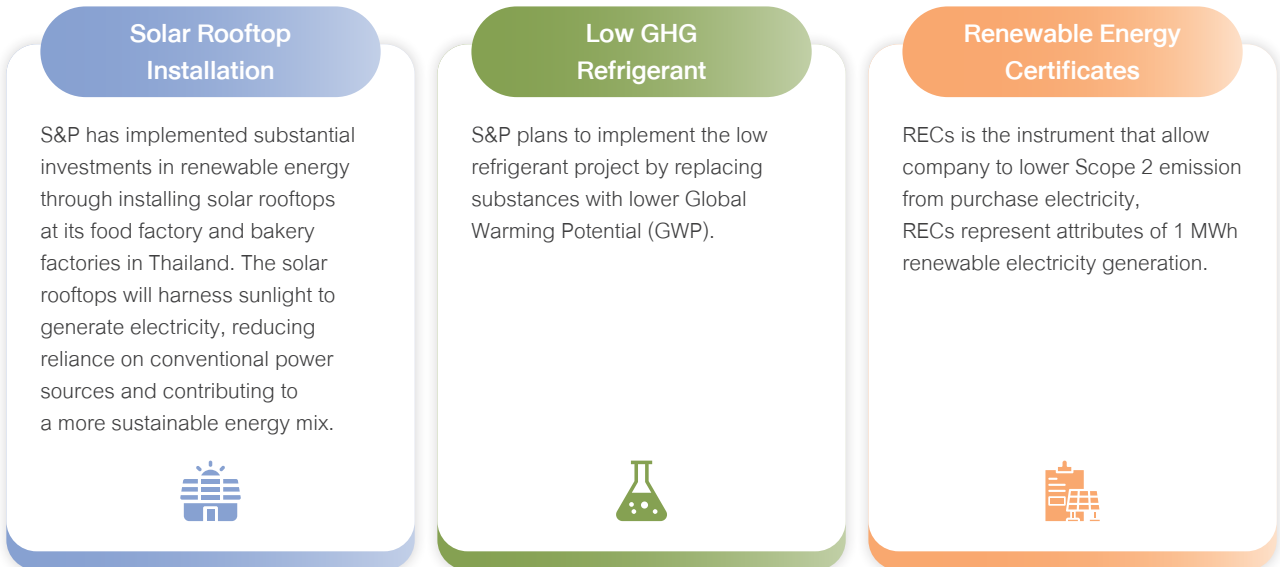 Solar Rooftop
Installation
S&P has implemented substantial
investments in renewable energy
through installing solar rooftops
at its food factory and bakery
factories in Thailand. The solar
rooftops will harness sunlight to
generate electricity, reducing
reliance on conventional power
sources and contributing to
a more sustainable energy mix.
Low GHG
Refrigerant
S&P plans to implement the low
refrigerant project by replacing
substances with lower Global
Warming Potential (GWP).
Renewable Energy
Certificates
RECs is the instrument that allow
company to lower Scope 2 emission
from purchase electricity,
RECs represent attributes of 1 MWh
renewable electricity generation.